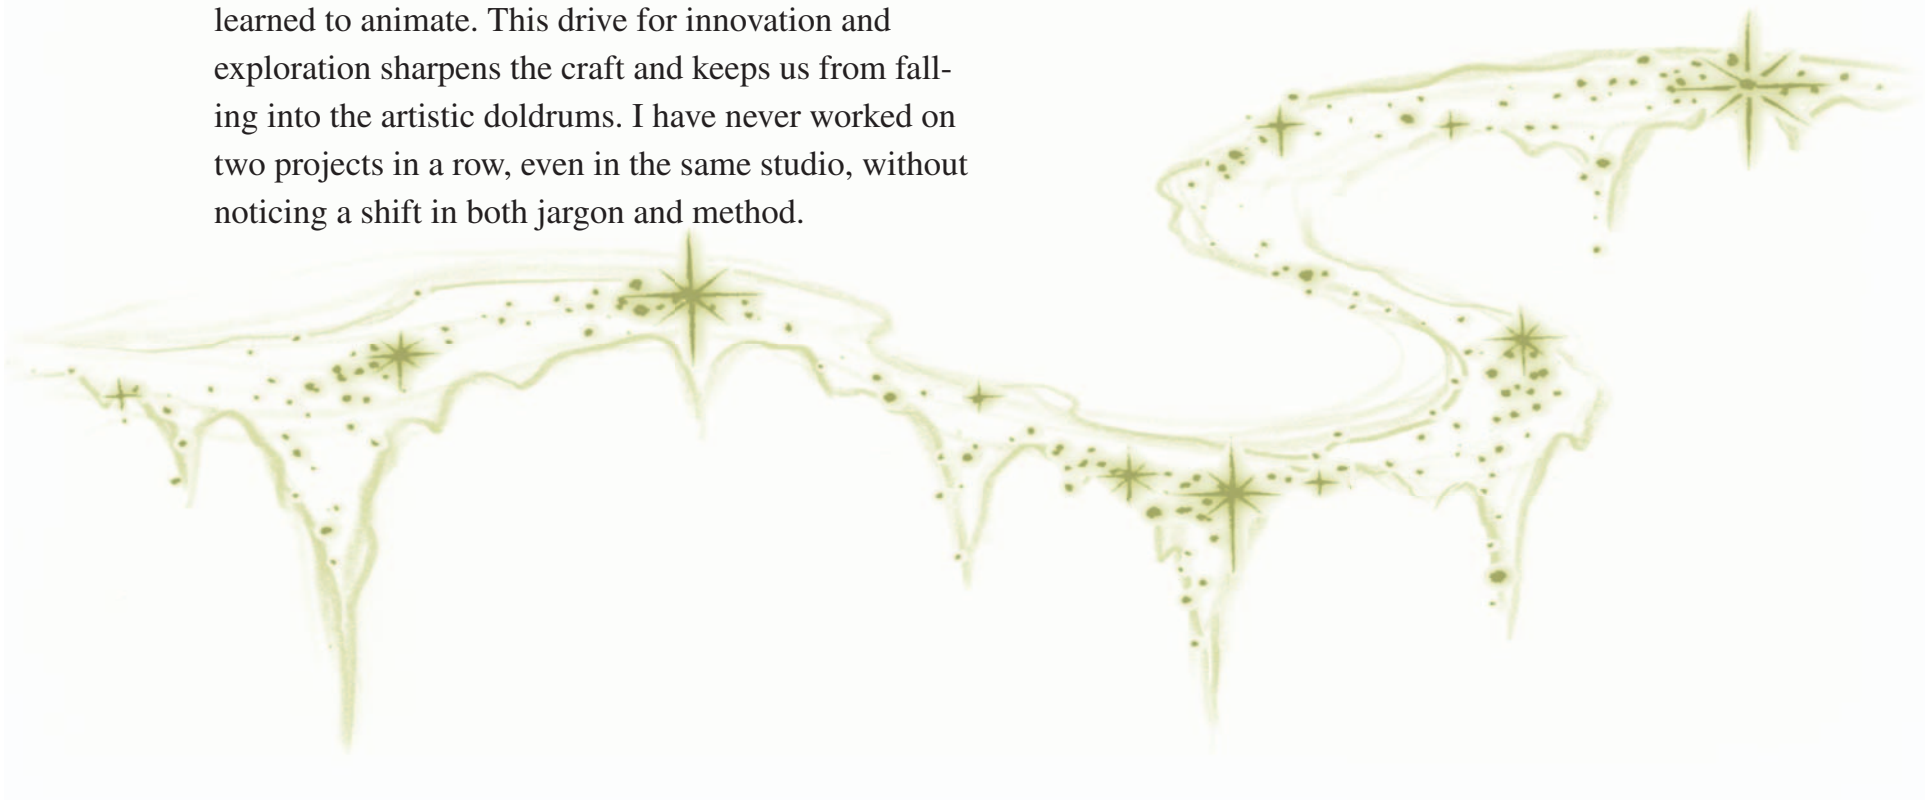 learned to animate. This drive for innovation and
exploration sharpens the craft and keeps us from fall-
ing into the artistic doldrums. I have never worked on
two projects in a row, even in the same studio, without
noticing a shift in both jargon and method.